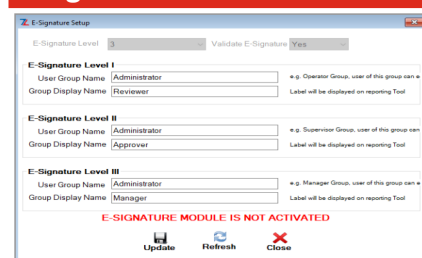 E-Signature Setup
E-Signature Level 3 Validate E-Signature Yes
E-Signature Level I
User Group Name Administrator e.g. Operator Group, user of this group can e
Group Display Name Reviewer Label will be displayed on reporting Tool
E-Signature Level II
User Group Name Administrator e.g. Supervisor Group, user of this group can
Group Display Name Approver Label will be displayed on reporting Tool
E-Signature Level III
User Group Name Administrator e.g. Manager Group, user of this group can e
Group Display Name Manager Label will be displayed on reporting Tool
E-SIGNATURE MODULE IS NOT ACTIVATED
Update Refresh Close